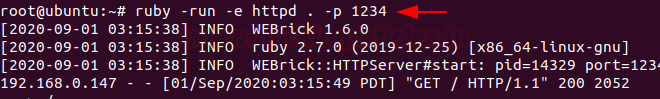 root@ubuntu:~# ruby -run -e httpd . -p 1234
[2020-09-01 03:15:38] INFO  WEBrick 1.6.0
[2020-09-01 03:15:38] INFO  ruby 2.7.0 (2019-12-25) [x86_64-linux-gnu]
[2020-09-01 03:15:38] INFO  WEBrick::HTTPServer#start: pid=14329 port=1234
192.168.0.147 - - [01/Sep/2020:03:15:49 PDT] "GET / HTTP/1.1" 200 2052